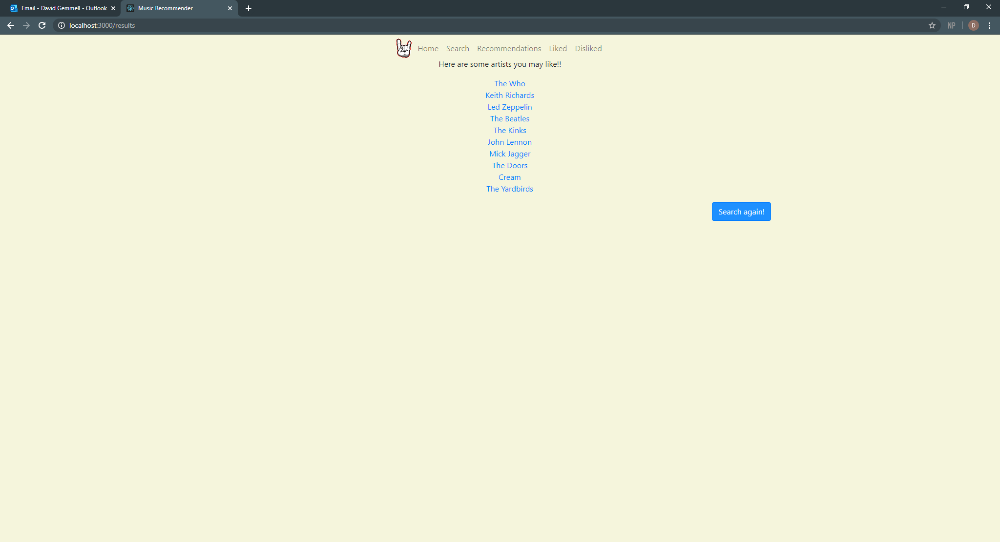 Email - David Gemmell - Outlook
Music Recommender
localhost:3000/results
NP
D
Home Search Recommendations Liked Disliked
Here are some artists you may like!!
The Who
Keith Richards
Led Zeppelin
The Beatles
The Kinks
John Lennon
Mick Jagger
The Doors
Cream
The Yardbirds
Search again!